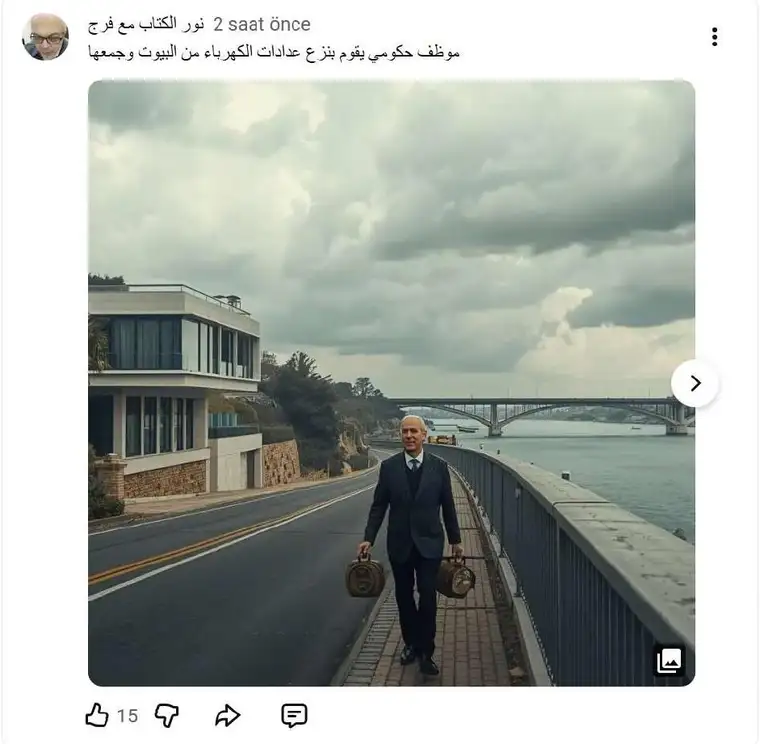 نور الكتاب مع فرج 2 saat önce
موظف حكومي يقوم بنزع عدادات الكهرباء من البيوت وجمعها
15